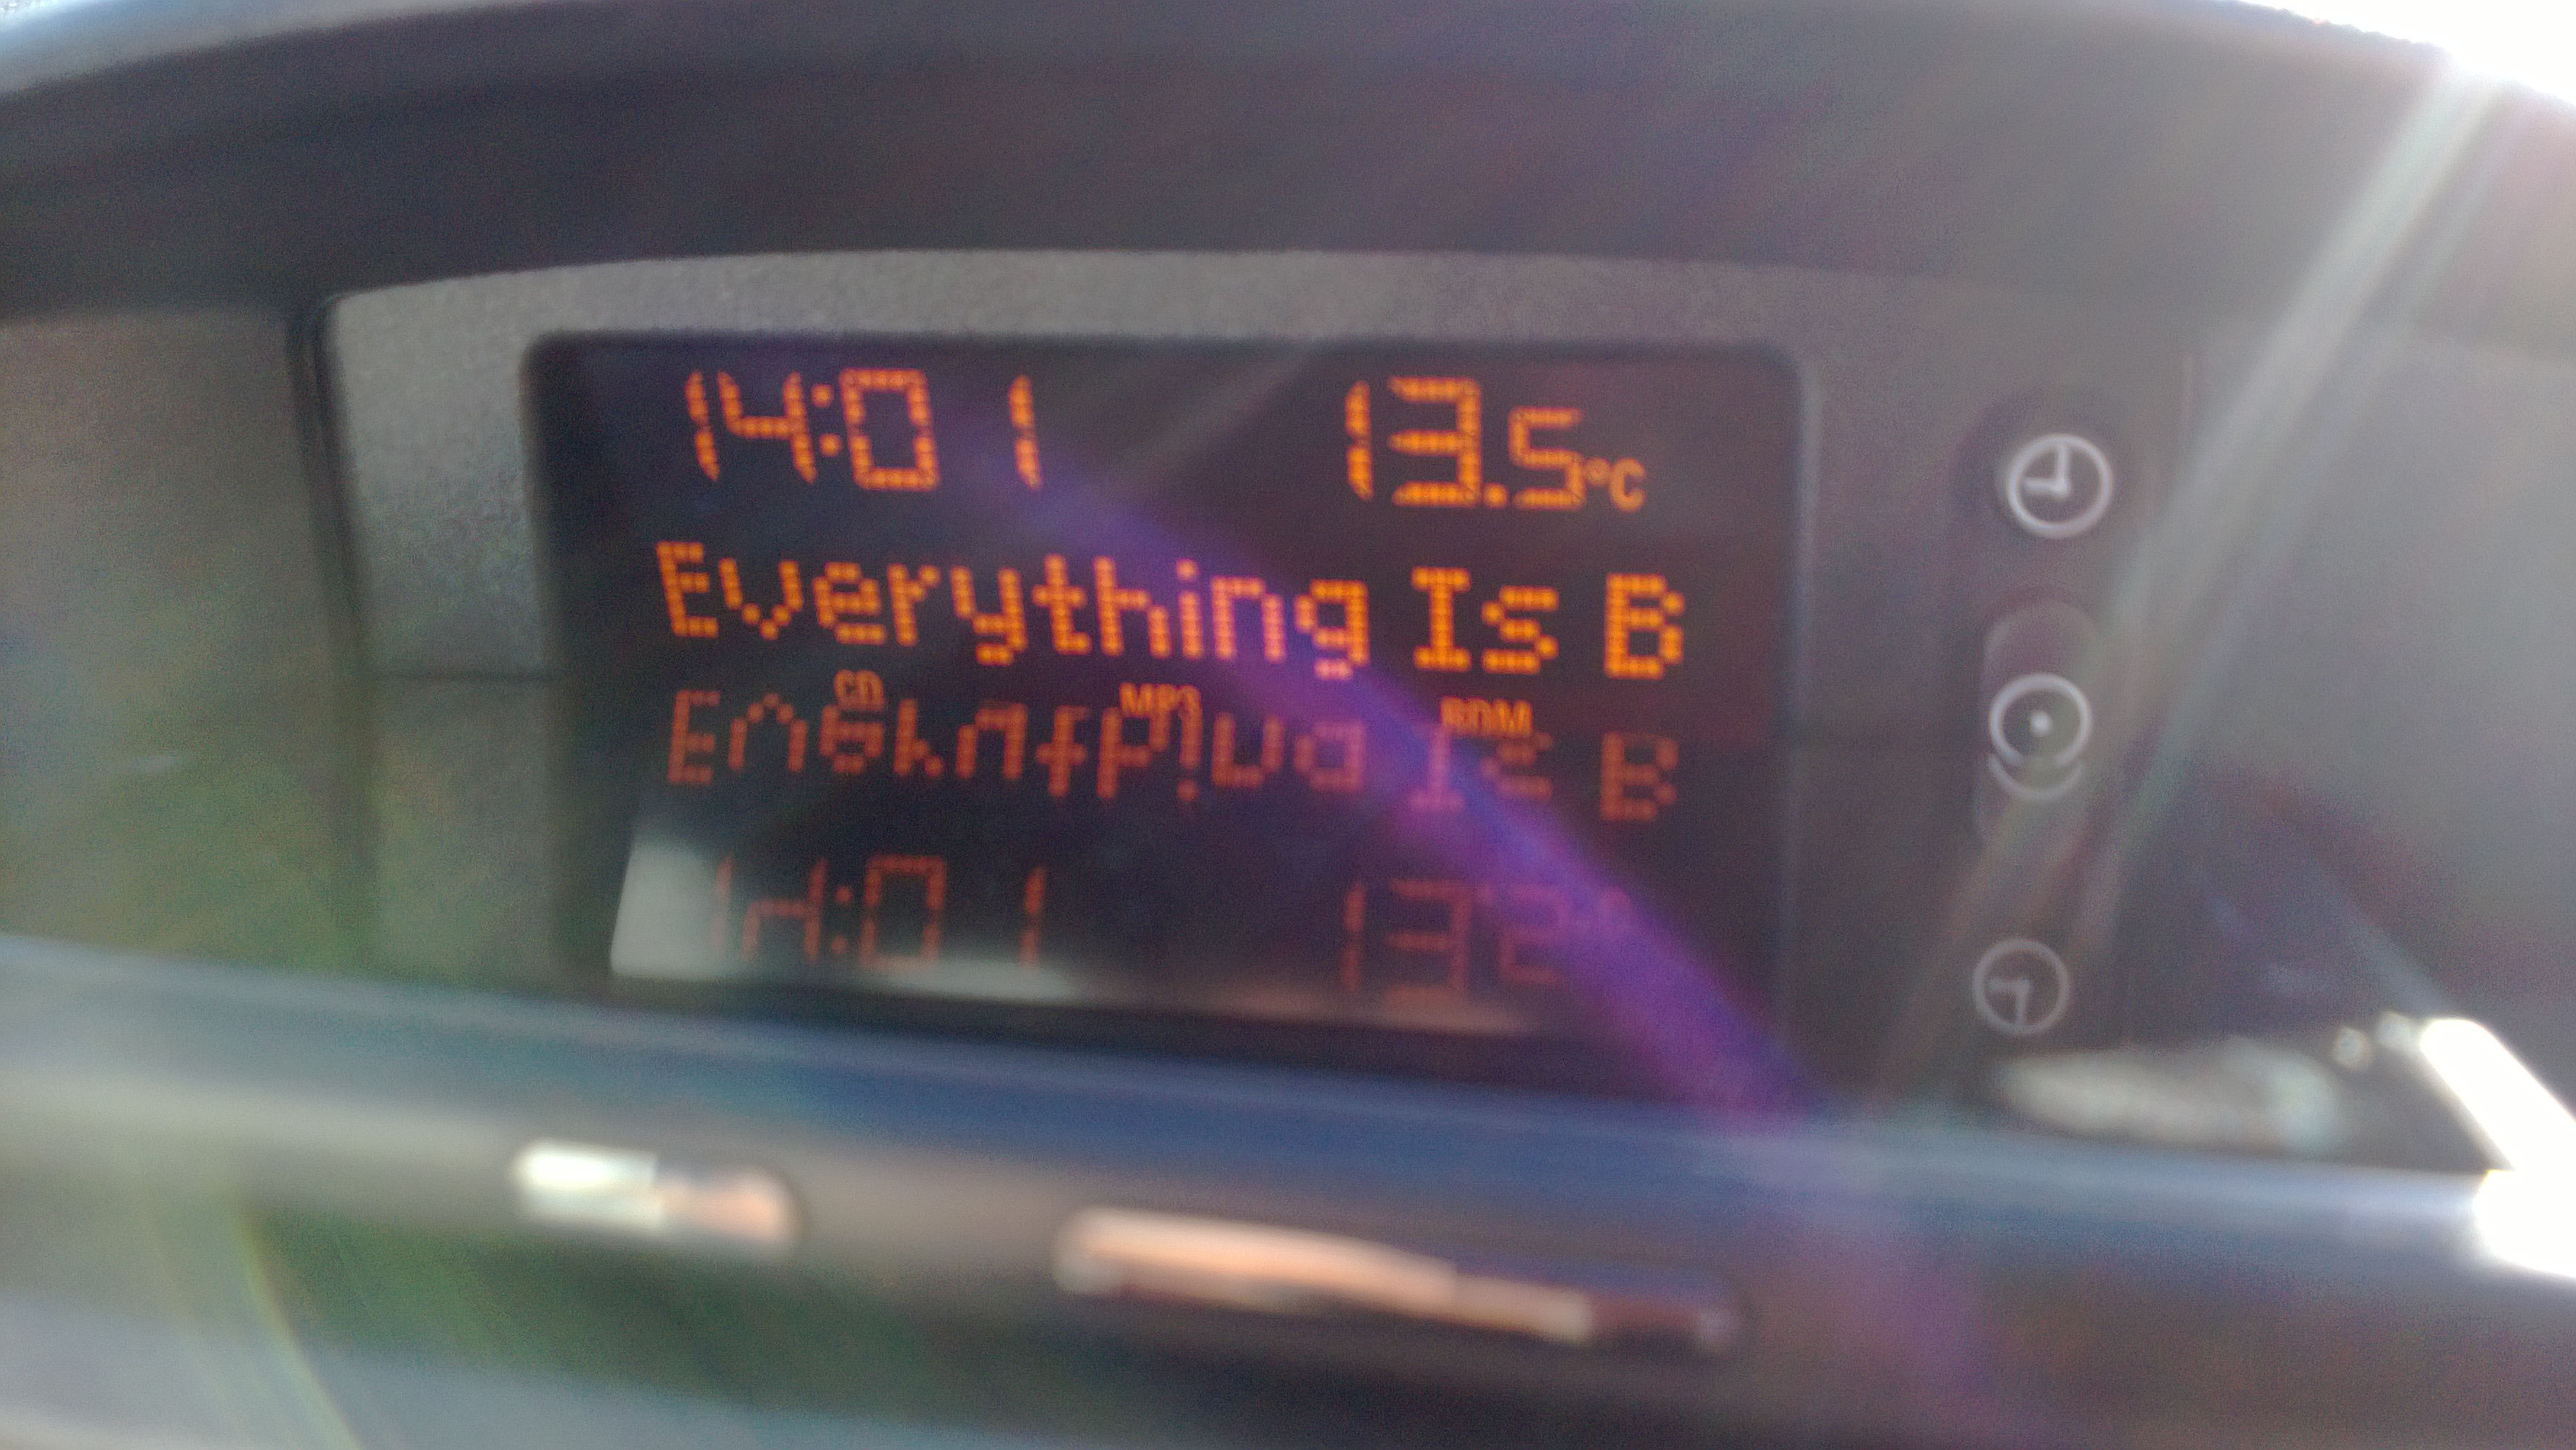 14:01 13.5°C
Everything Is B
CD MP3 RDM